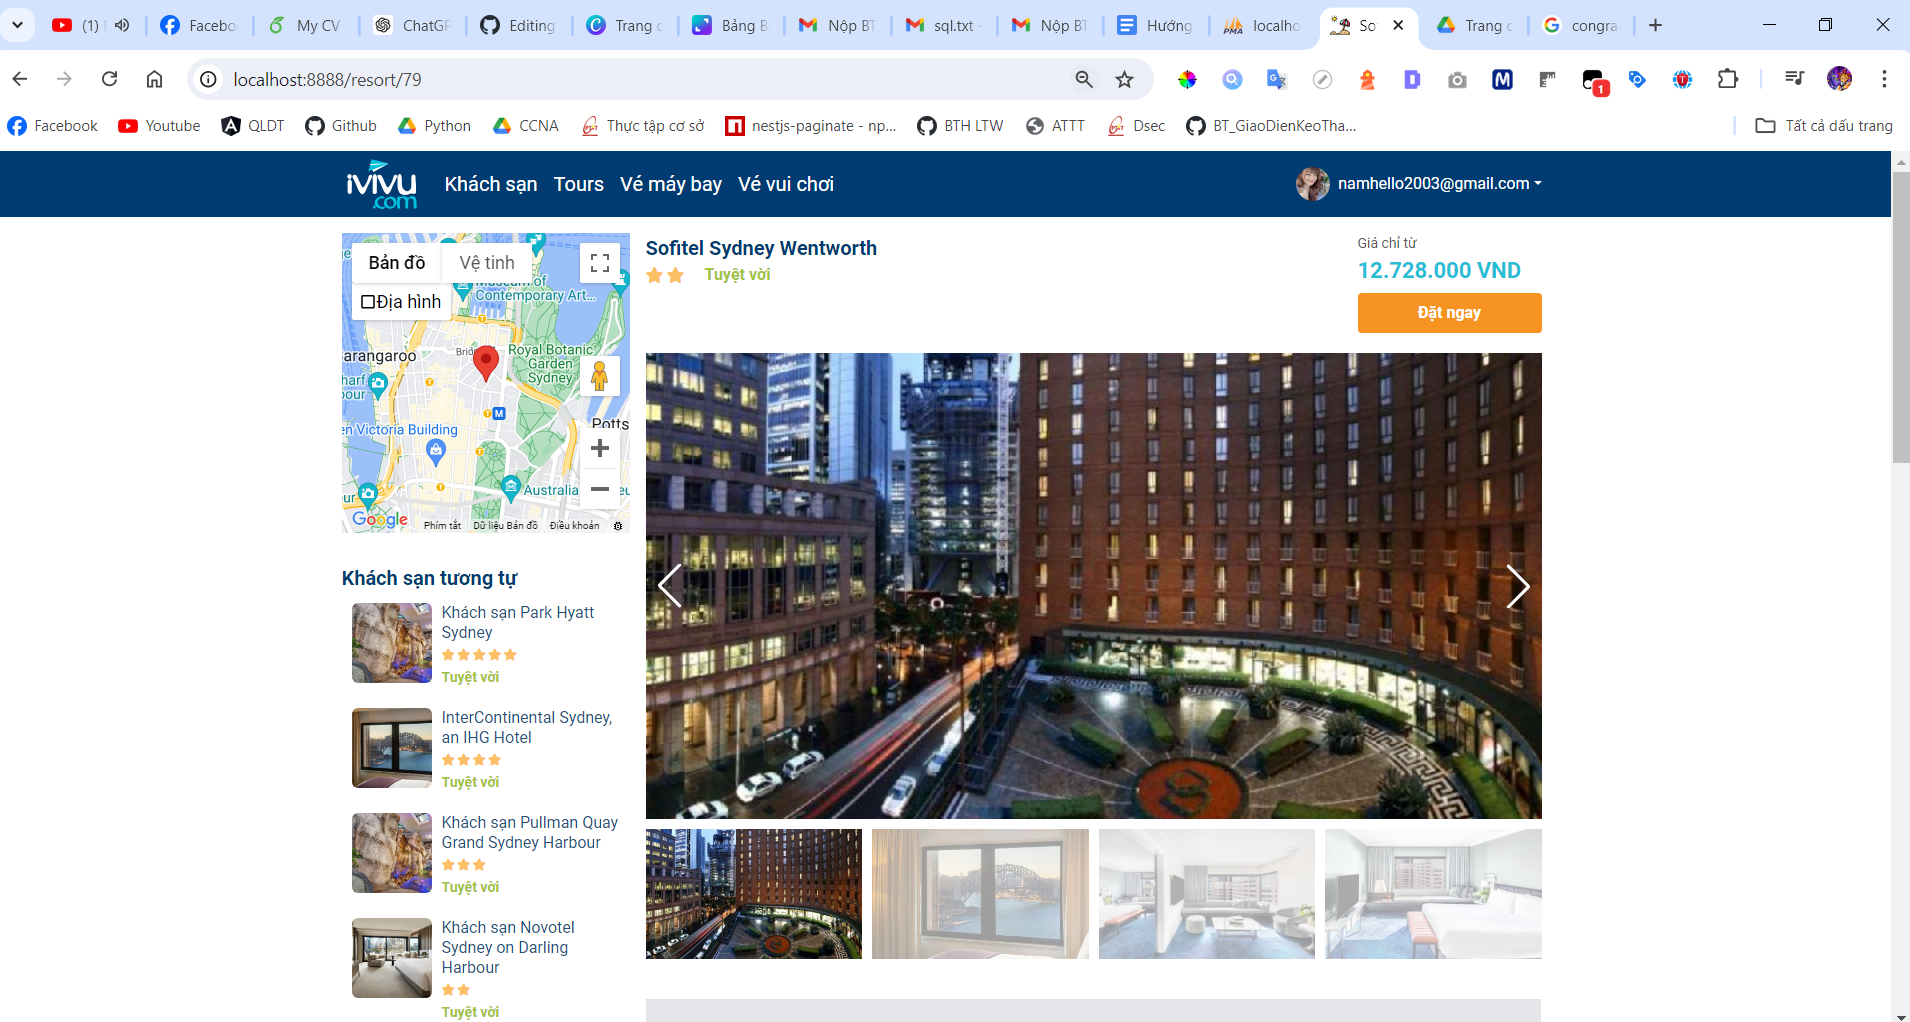 (1)
Facebo
My CV
ChatGP
Editing
Trang c
Bảng B
Nộp BT
sql.txt -
Nộp BT
Hướng
PMA
localho
So
Trang c
congra
localhost:8888/resort/79
1
Facebook
Youtube
QLDT
Github
Python
CCNA
Thực tập cơ sở
nestjs-paginate - np...
BTH LTW
ATTT
Dsec
BT_GiaoDienKeoTha...
Tất cả dấu trang
iVIVU
.com
Khách sạn
Tours
Vé máy bay
Vé vui chơi
namhello2003@gmail.com
Bản đồ
Vệ tinh
Địa hình
Museum of
Contemporary Art...
Royal Botanic
Garden
Sydney
arangaroo
Potts
en Victoria Building
Google
Phím tắt
Dữ liệu Bản đồ
Điều khoản
Sofitel Sydney Wentworth
Tuyệt vời
Giá chỉ từ
12.728.000 VND
Đặt ngay
Khách sạn tương tự
Khách sạn Park Hyatt
Sydney
Tuyệt vời
InterContinental Sydney,
an IHG Hotel
Tuyệt vời
Khách sạn Pullman Quay
Grand Sydney Harbour
Tuyệt vời
Khách sạn Novotel
Sydney on Darling
Harbour
Tuyệt vời